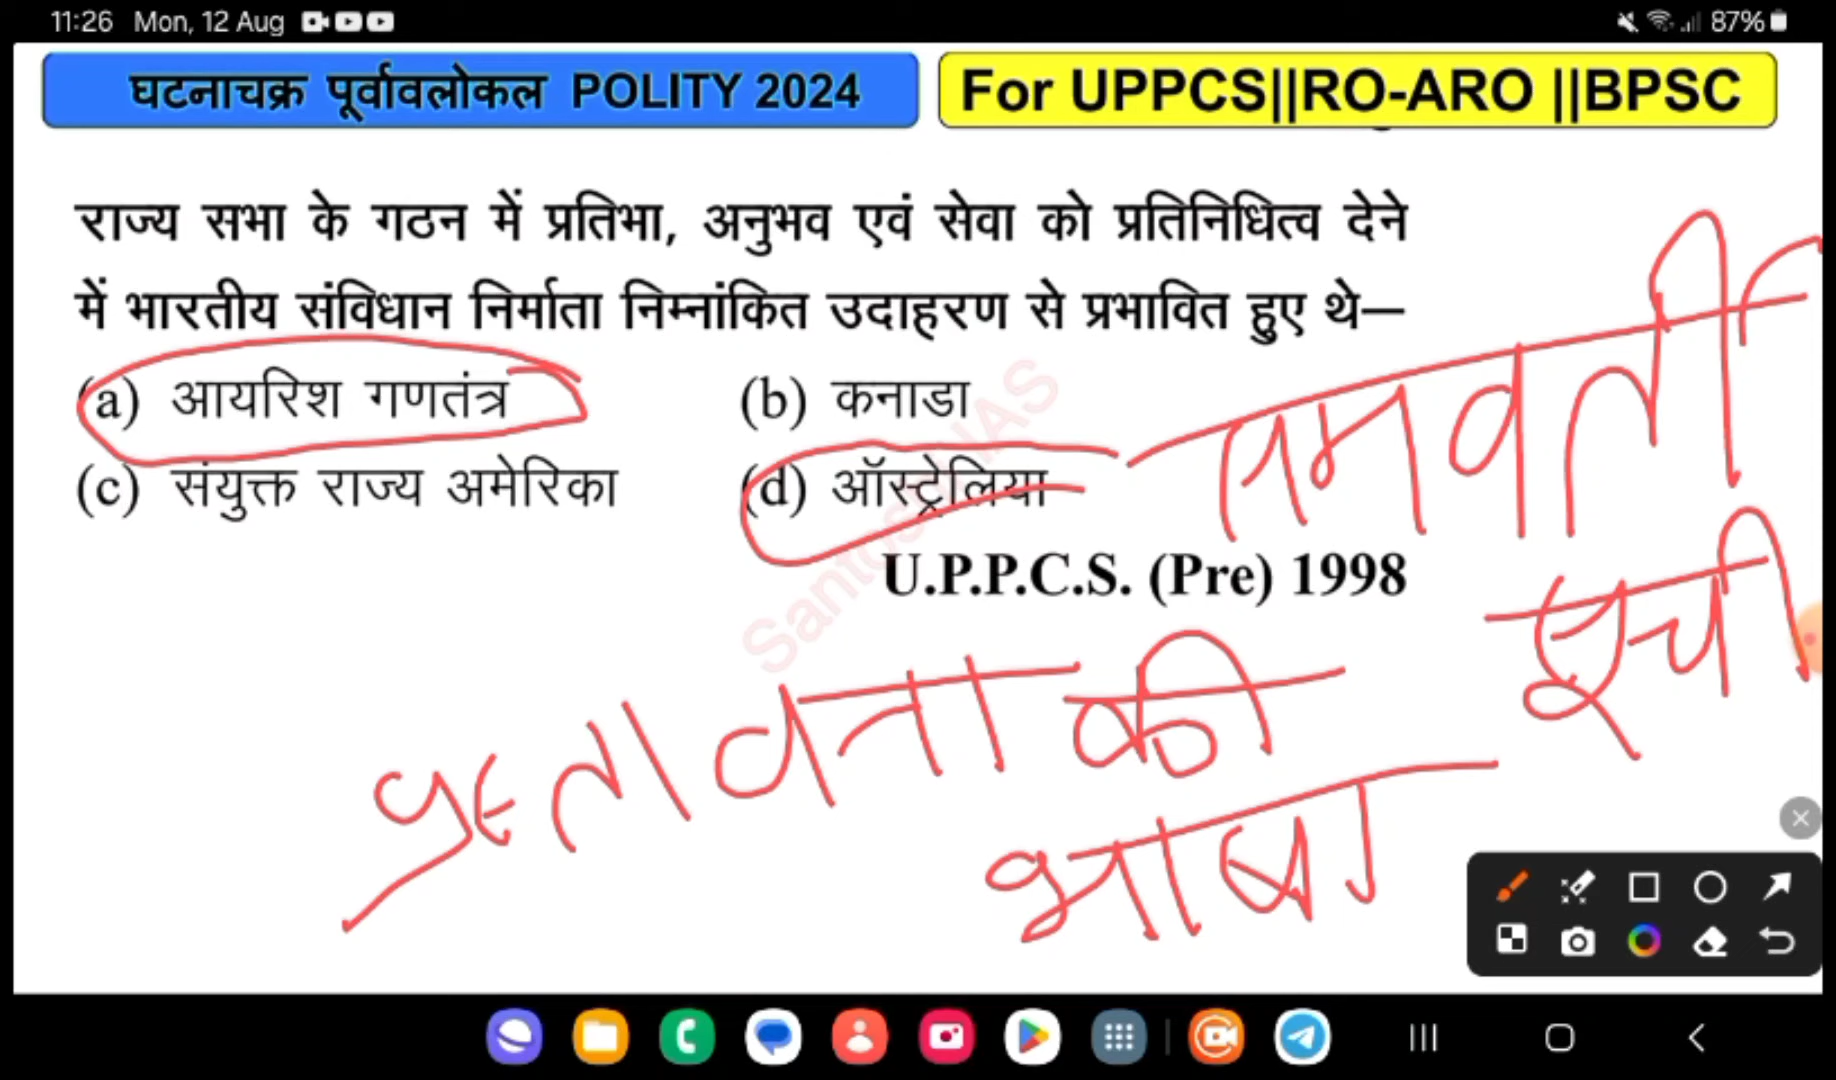 11:26 Mon, 12 Aug 87%
घटनाचक्र पूर्वावलोकल POLITY 2024 For UPPCS||RO-ARO ||BPSC
राज्य सभा के गठन में प्रतिभा, अनुभव एवं सेवा को प्रतिनिधित्व देने
में भारतीय संविधान निर्माता निम्नांकित उदाहरण से प्रभावित हुए थे—
(a) आयरिश गणतंत्र (b) कनाडा
(c) संयुक्त राज्य अमेरिका (d) ऑस्ट्रेलिया
U.P.P.C.S. (Pre) 1998
समवर्ती
सूची
प्रस्तावना की
भाषा